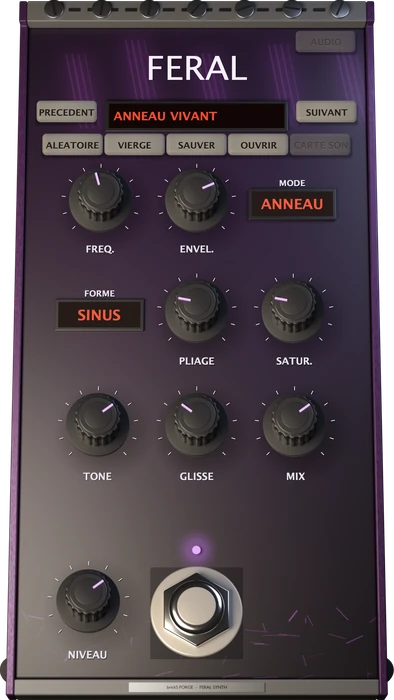 AUDIO
FERAL
PRECEDENT
ANNEAU VIVANT
SUIVANT
ALEATOIRE
VIERGE
SAUVER
OUVRIR
CARTE SON
MODE
ANNEAU
FREQ.
ENVEL.
FORME
SINUS
PLIAGE
SATUR.
TONE
GLISSE
MIX
NIVEAU